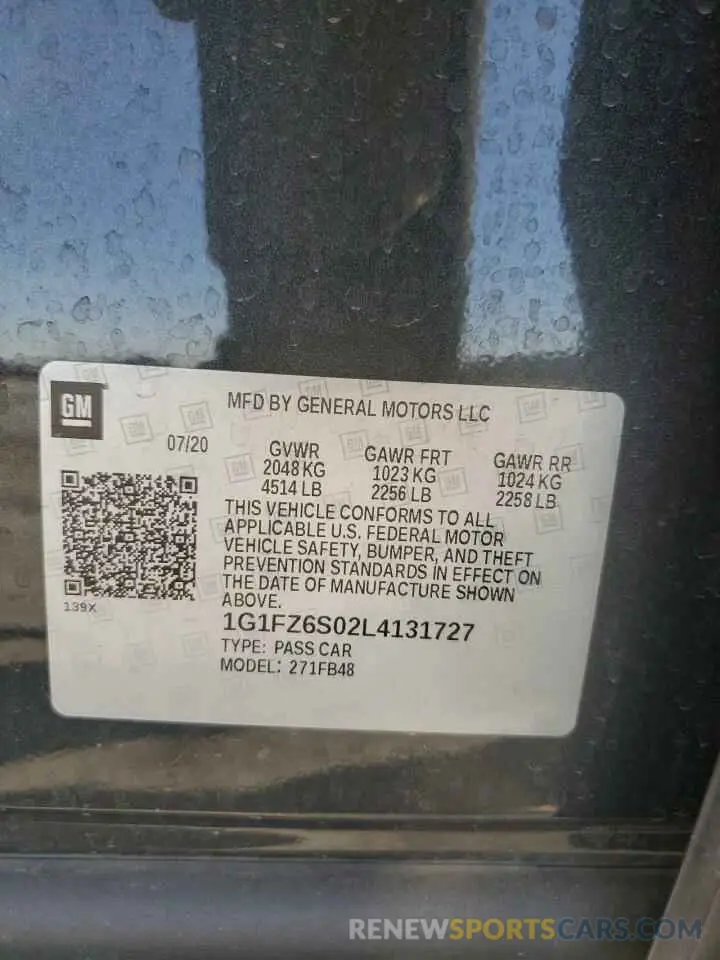 GM
MFD BY GENERAL MOTORS LLC
07/20
GVWR
2048 KG
4514 LB
GAWR FRT
1023 KG
2256 LB
GAWR RR
1024 KG
2258 LB
THIS VEHICLE CONFORMS TO ALL
APPLICABLE U.S. FEDERAL MOTOR
VEHICLE SAFETY, BUMPER, AND THEFT
PREVENTION STANDARDS IN EFFECT ON
THE DATE OF MANUFACTURE SHOWN
ABOVE.
139X
1G1FZ6S02L4131727
TYPE: PASS CAR
MODEL: 271FB48
RENEWSPORTSCARS.COM